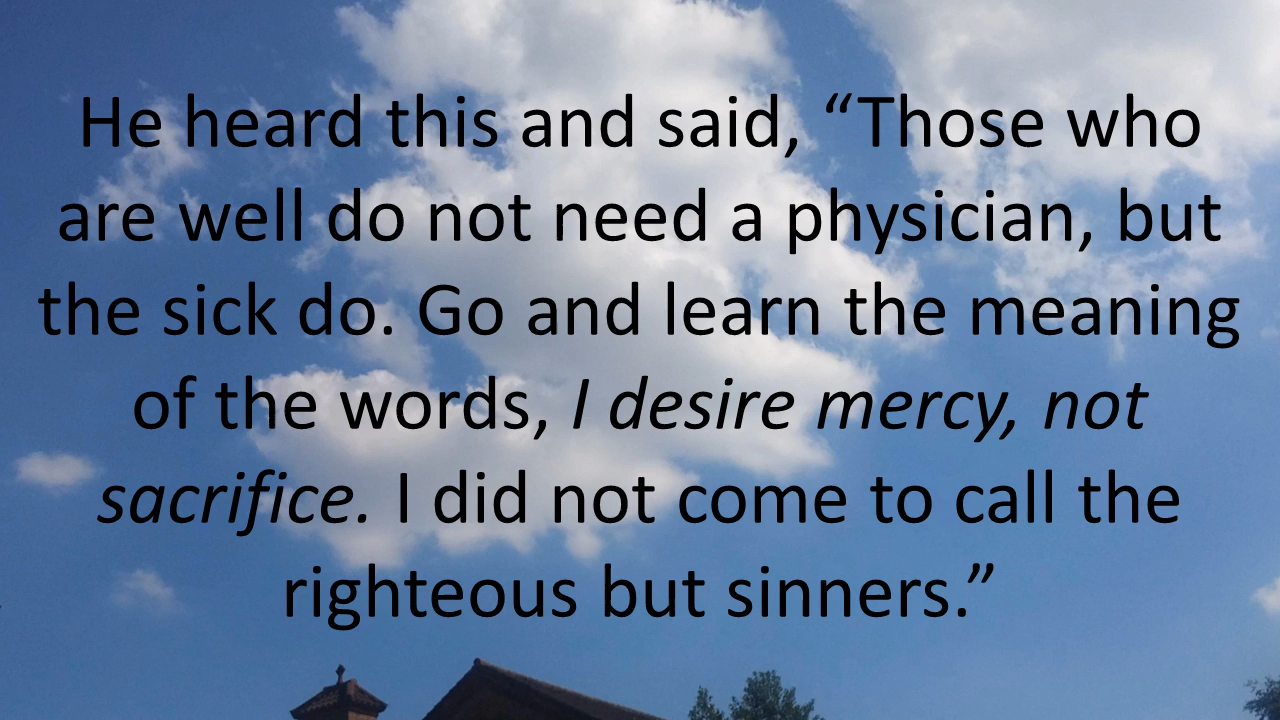 He heard this and said, “Those who
are well do not need a physician, but
the sick do. Go and learn the meaning
of the words, I desire mercy, not
sacrifice. I did not come to call the
righteous but sinners.”